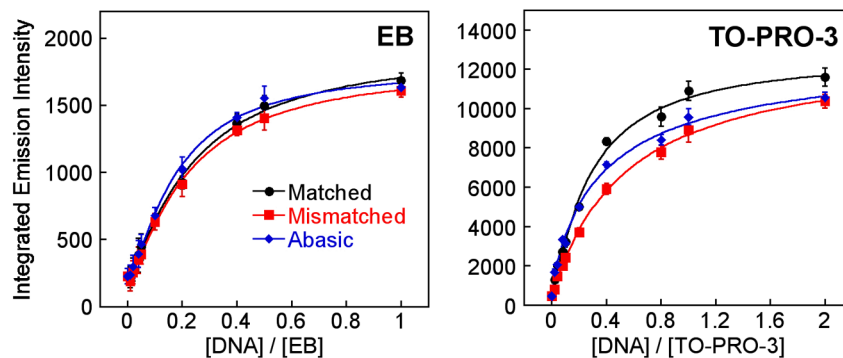 EB
Integrated Emission Intensity
2000
1500
1000
500
0
Matched
Mismatched
Abasic
0 0.2 0.4 0.6 0.8 1
[DNA] / [EB]
TO-PRO-3
14000
12000
10000
8000
6000
4000
2000
0
0 0.4 0.8 1.2 1.6 2
[DNA] / [TO-PRO-3]